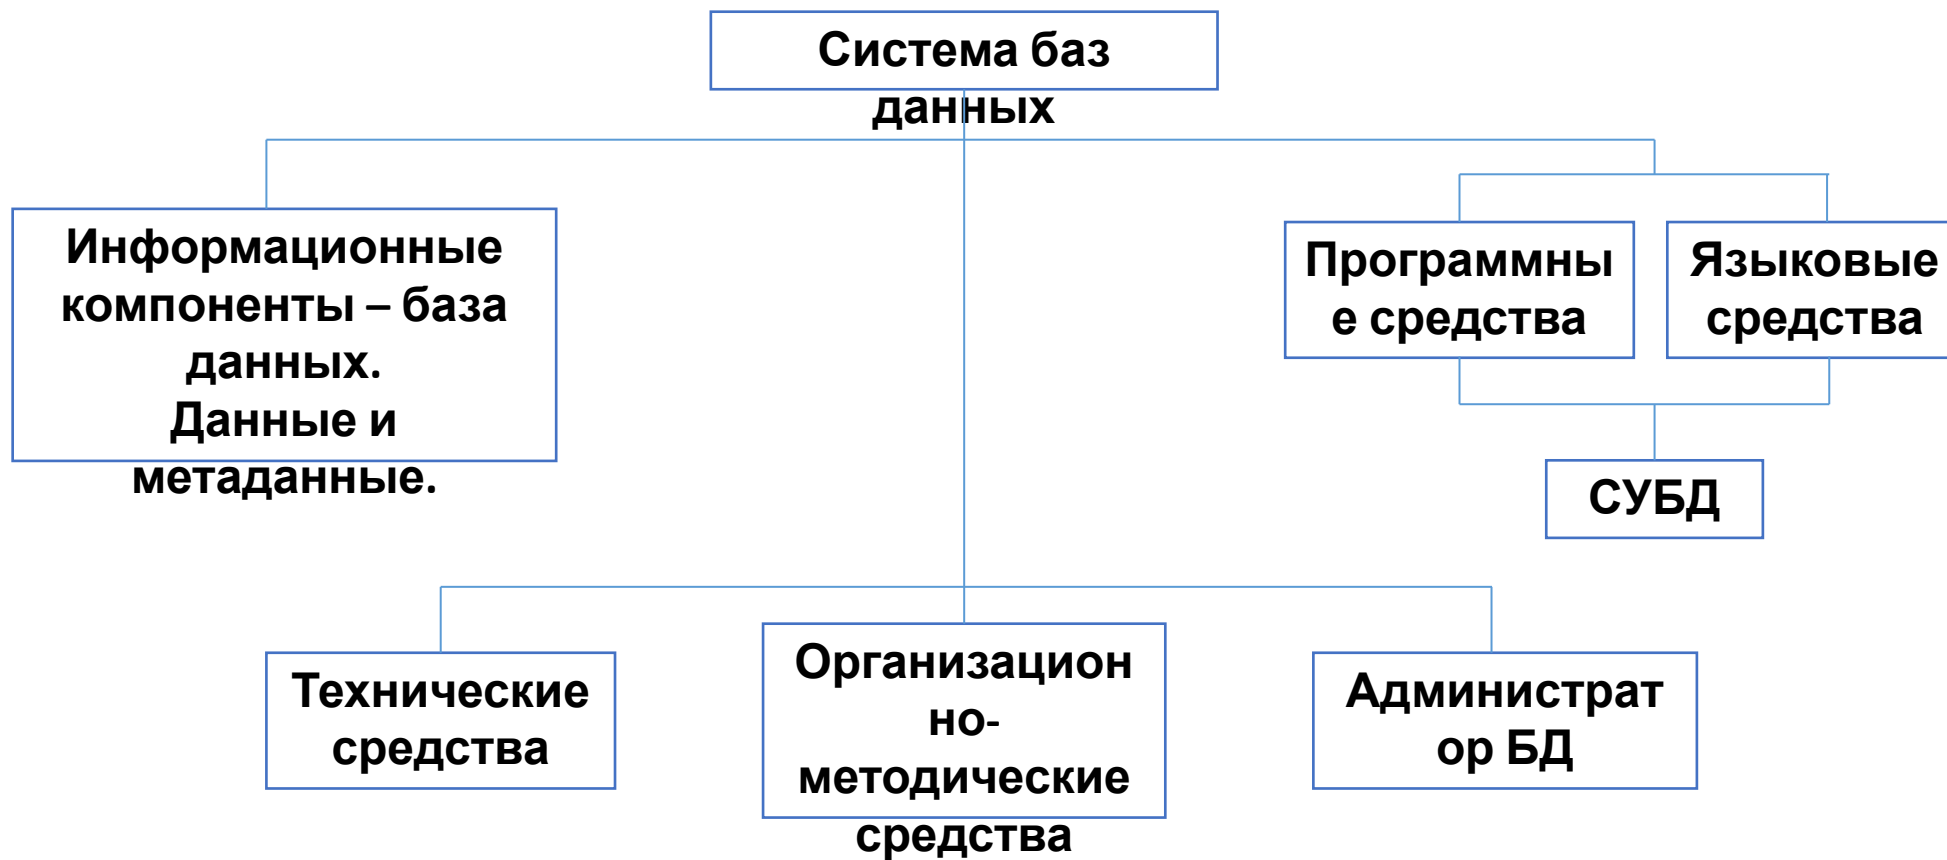 Система баз
данных
Информационные
компоненты – база
данных.
Данные и
метаданные.
Программны
е средства
Языковые
средства
СУБД
Технические
средства
Организацион
но-
методические
средства
Администрат
ор БД